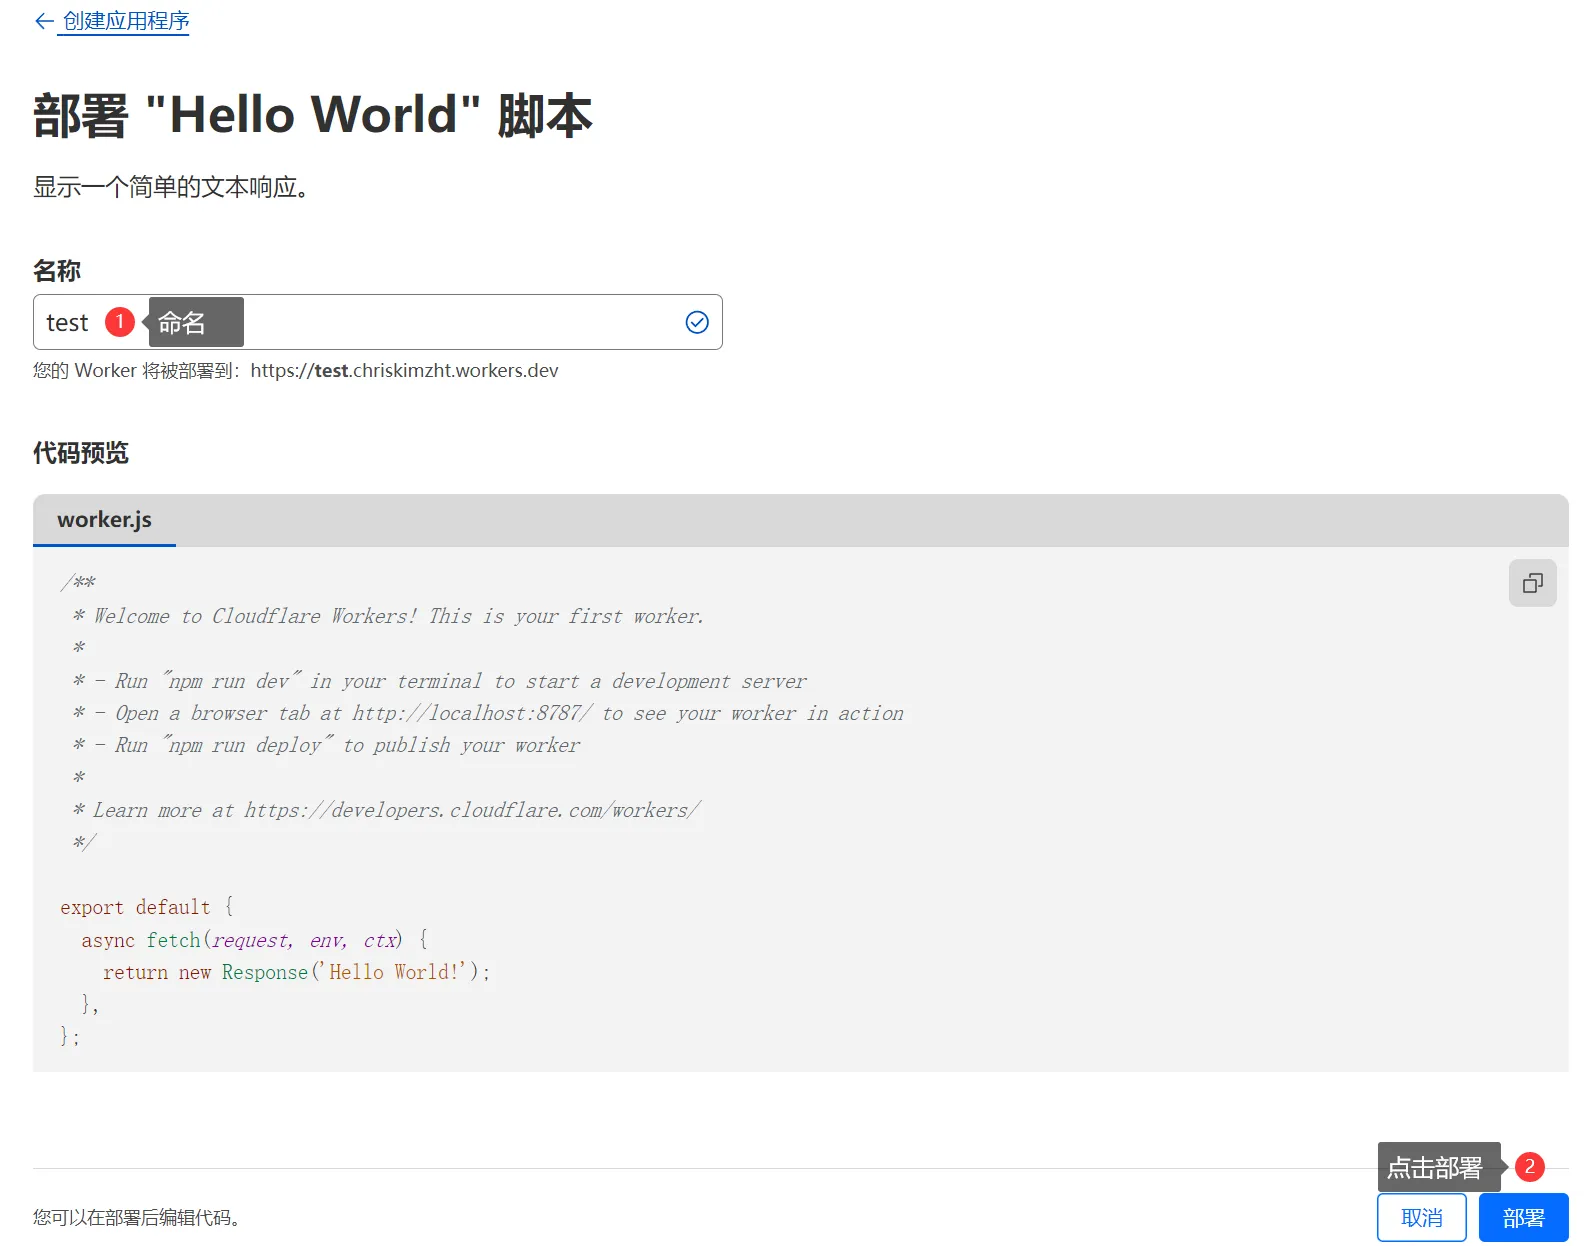 ← 创建应用程序
部署 "Hello World" 脚本
显示一个简单的文本响应。
名称
test 1 命名
您的 Worker 将被部署到：https://test.chriskimzht.workers.dev
代码预览
worker.js
/**
 * Welcome to Cloudflare Workers! This is your first worker.
 *
 * - Run "npm run dev" in your terminal to start a development server
 * - Open a browser tab at http://localhost:8787/ to see your worker in action
 * - Run "npm run deploy" to publish your worker
 *
 * Learn more at https://developers.cloudflare.com/workers/
 */
export default {
  async fetch(request, env, ctx) {
    return new Response('Hello World!');
  },
};
点击部署 2
您可以在部署后编辑代码。
取消 部署